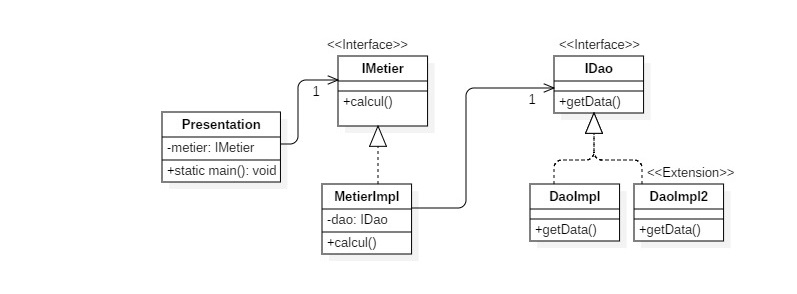 <<Interface>>
IMetier
+calcul()
1
<<Interface>>
IDao
+getData()
1
Presentation
-metier: IMetier
+static main(): void
MetierImpl
-dao: IDao
+calcul()
DaoImpl
+getData()
<<Extension>>
DaoImpl2
+getData()